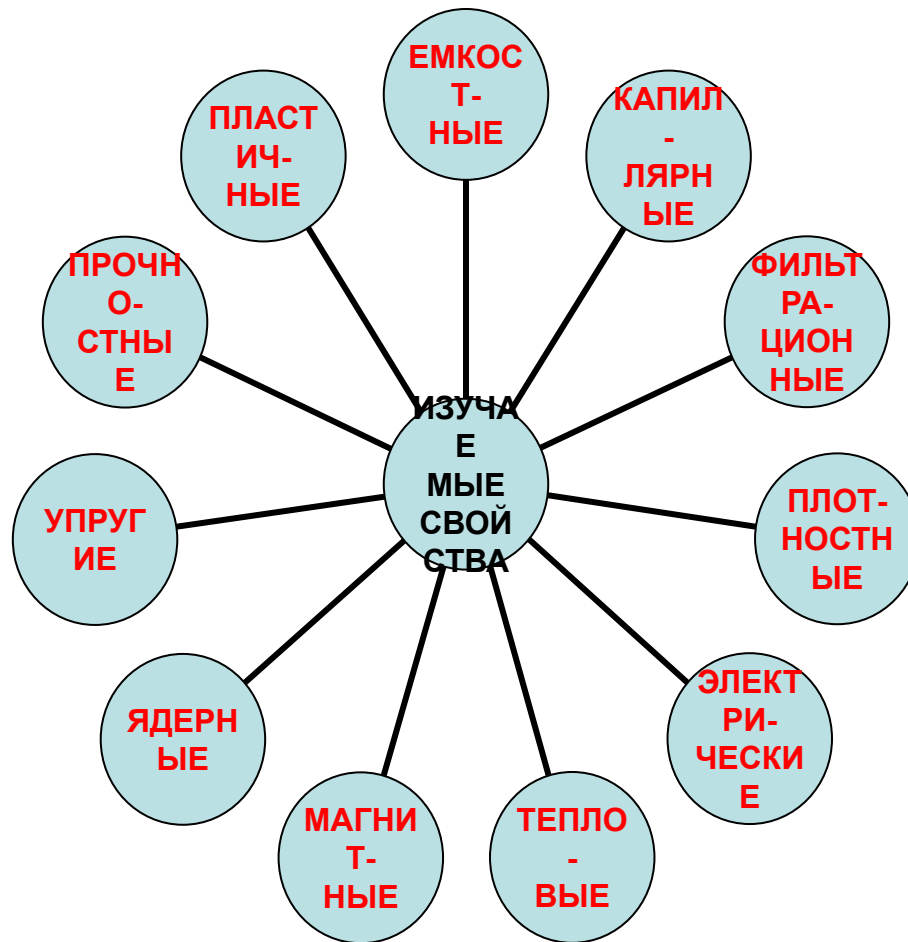 ЕМКОС
Т-
НЫЕ
КАПИЛ
-
ЛЯРН
ЫЕ
ФИЛЬТ
РА-
ЦИОН
НЫЕ
ПЛОТ-
НОСТН
ЫЕ
ЭЛЕКТ
РИ-
ЧЕСКИ
Е
ТЕПЛО
-
ВЫЕ
МАГНИ
Т-
НЫЕ
ЯДЕРН
ЫЕ
УПРУГ
ИЕ
ПРОЧН
О-
СТНЫ
Е
ПЛАСТ
ИЧ-
НЫЕ
ИЗУЧА
Е
МЫЕ
СВОЙ
СТВА